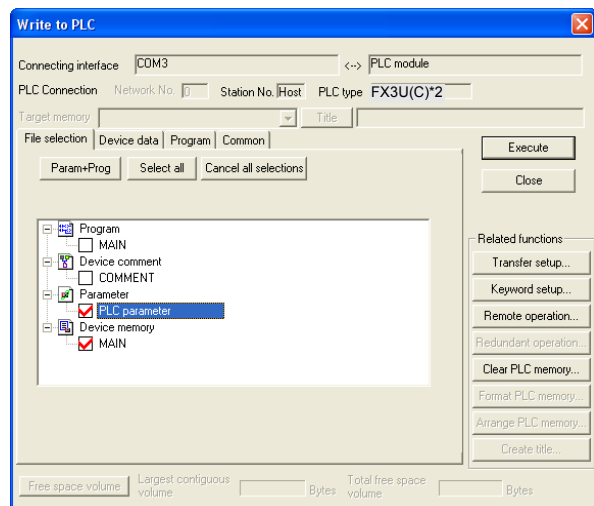 Write to PLC
Connecting interface COM3 <--> PLC module
PLC Connection Network No. 0 Station No. Host PLC type FX3U(C)*2
Target memory Title
File selection Device data Program Common
Execute
Param+Prog Select all Cancel all selections
Close
Program
MAIN
Device comment
COMMENT
Parameter
PLC parameter
Device memory
MAIN
Related functions
Transfer setup...
Keyword setup...
Remote operation...
Redundant operation...
Clear PLC memory...
Format PLC memory...
Arrange PLC memory...
Create title...
Free space volume Largest contiguous volume Bytes Total free space volume Bytes